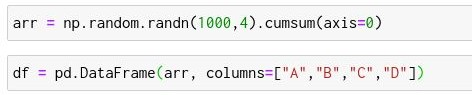 arr = np.random.randn(1000,4).cumsum(axis=0)
df = pd.DataFrame(arr, columns=["A","B","C","D"])